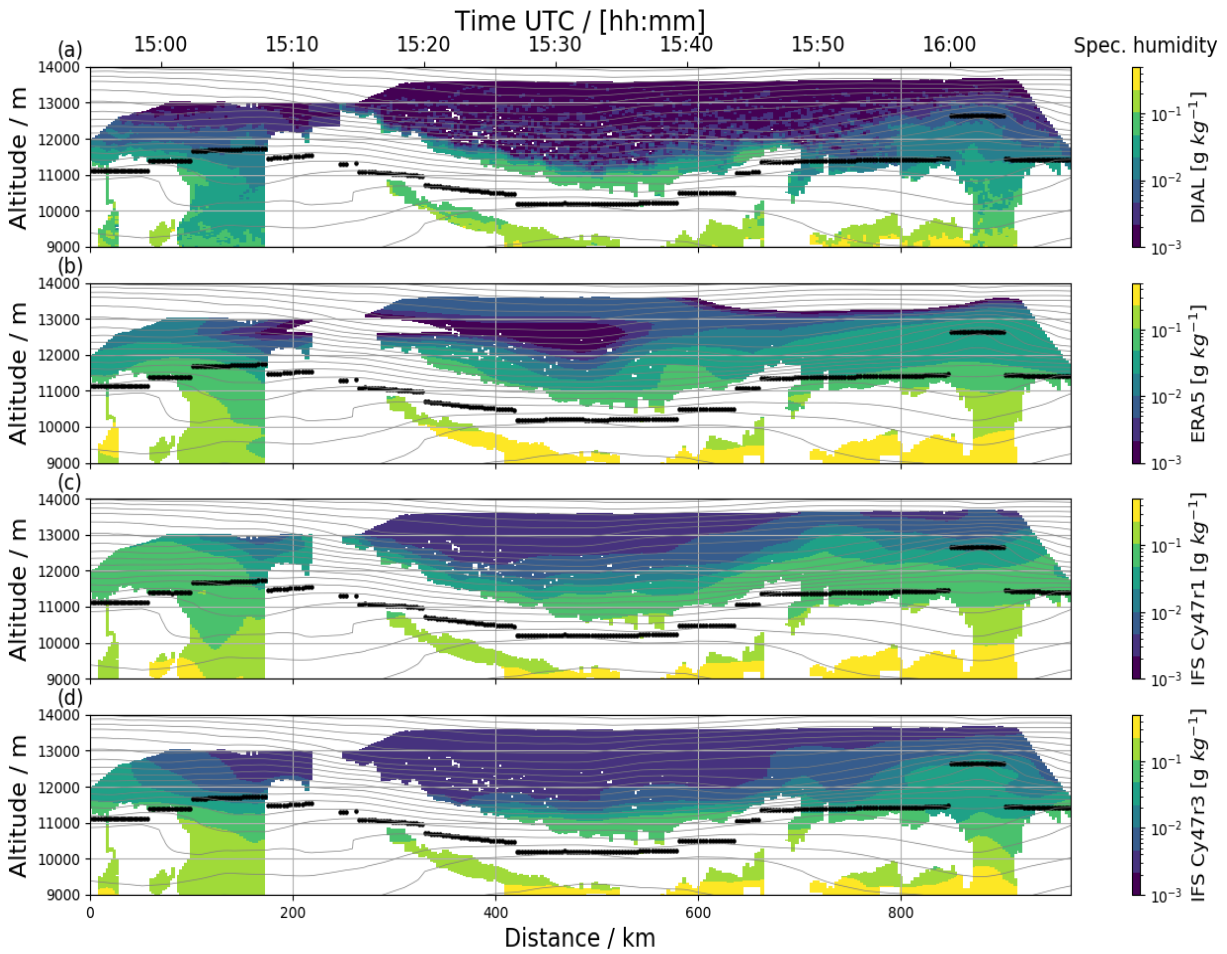 Time UTC / [hh:mm]
(a) 15:00 15:10 15:20 15:30 15:40 15:50 16:00 Spec. humidity
14000
13000
12000
11000
10000
9000
Altitude / m
10⁻¹
10⁻²
10⁻³
DIAL [g kg⁻¹]
(b)
14000
13000
12000
11000
10000
9000
Altitude / m
10⁻¹
10⁻²
10⁻³
ERA5 [g kg⁻¹]
(c)
14000
13000
12000
11000
10000
9000
Altitude / m
10⁻¹
10⁻²
10⁻³
IFS Cy47r1 [g kg⁻¹]
(d)
14000
13000
12000
11000
10000
9000
Altitude / m
10⁻¹
10⁻²
10⁻³
IFS Cy47r3 [g kg⁻¹]
0 200 400 600 800
Distance / km